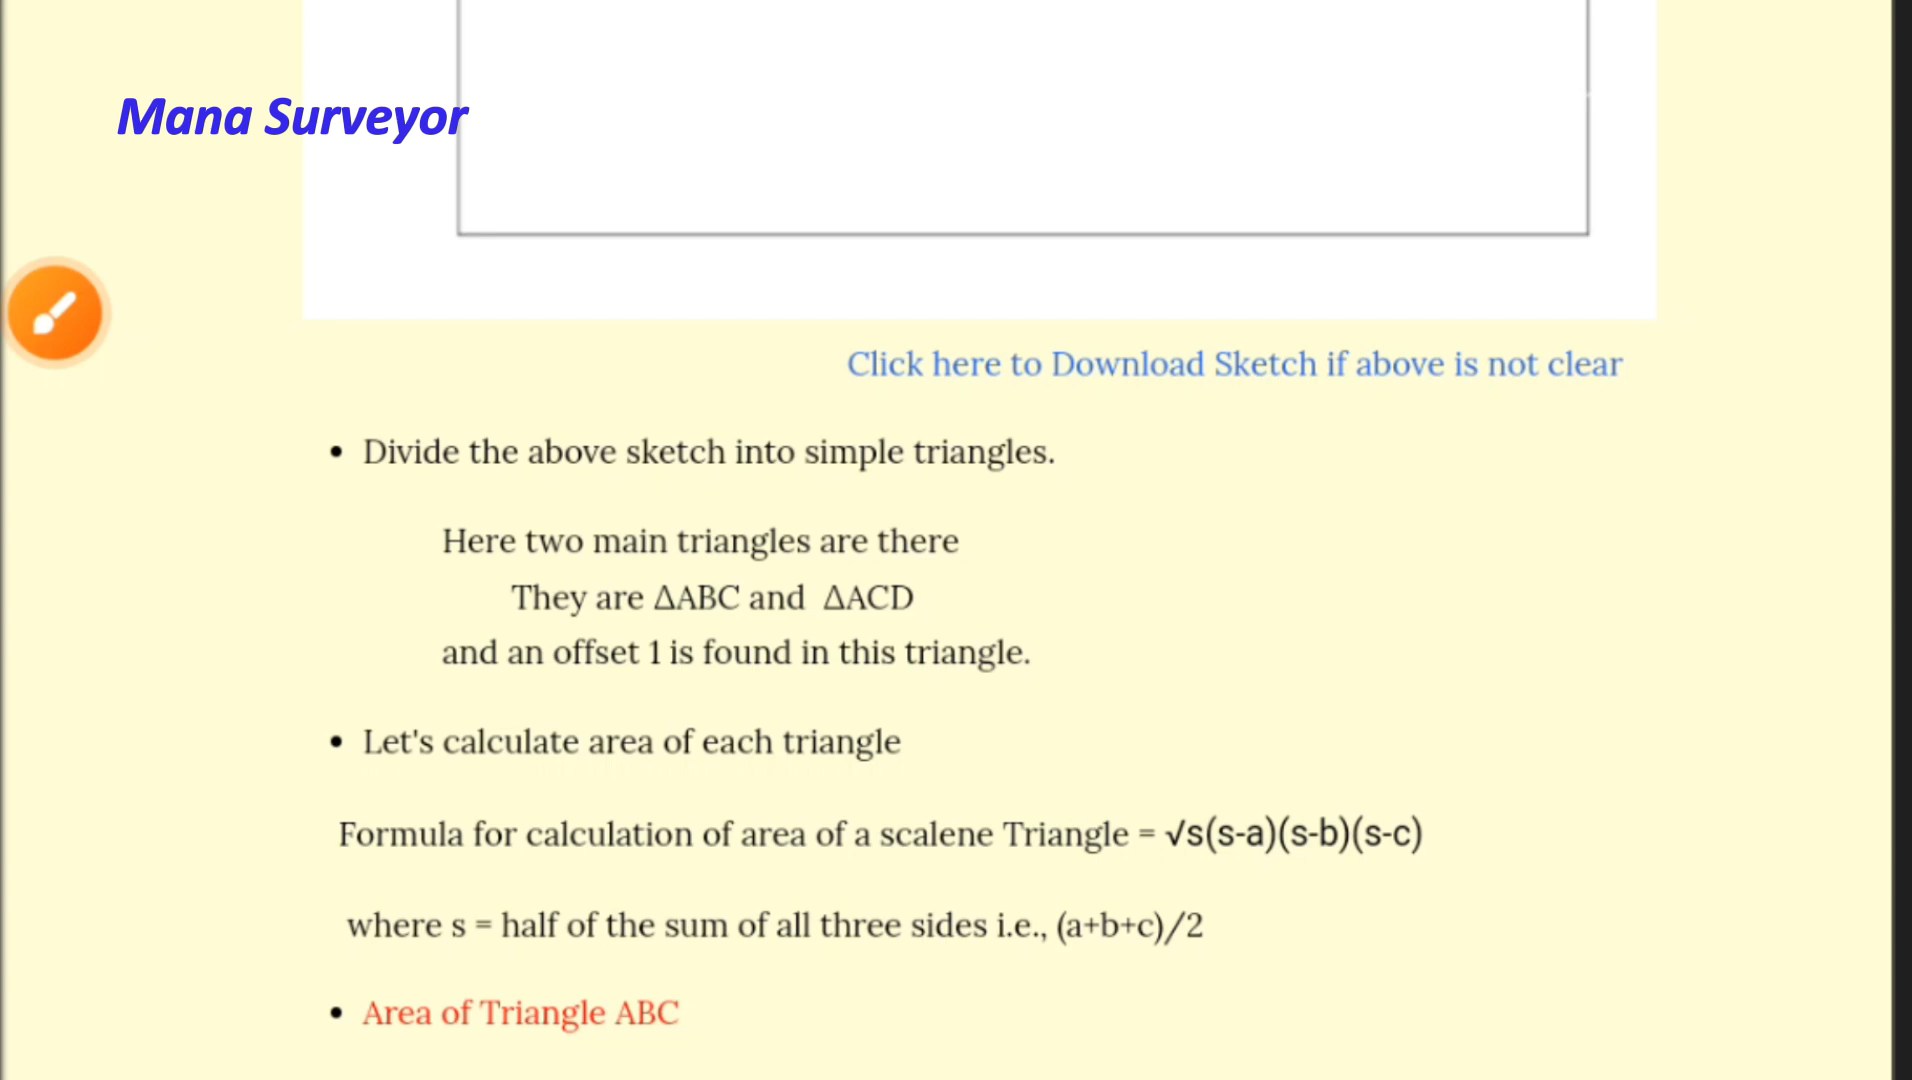 Mana Surveyor
Click here to Download Sketch if above is not clear
• Divide the above sketch into simple triangles.
Here two main triangles are there
They are ΔABC and ΔACD
and an offset 1 is found in this triangle.
• Let's calculate area of each triangle
Formula for calculation of area of a scalene Triangle = √s(s-a)(s-b)(s-c)
where s = half of the sum of all three sides i.e., (a+b+c)/2
• Area of Triangle ABC